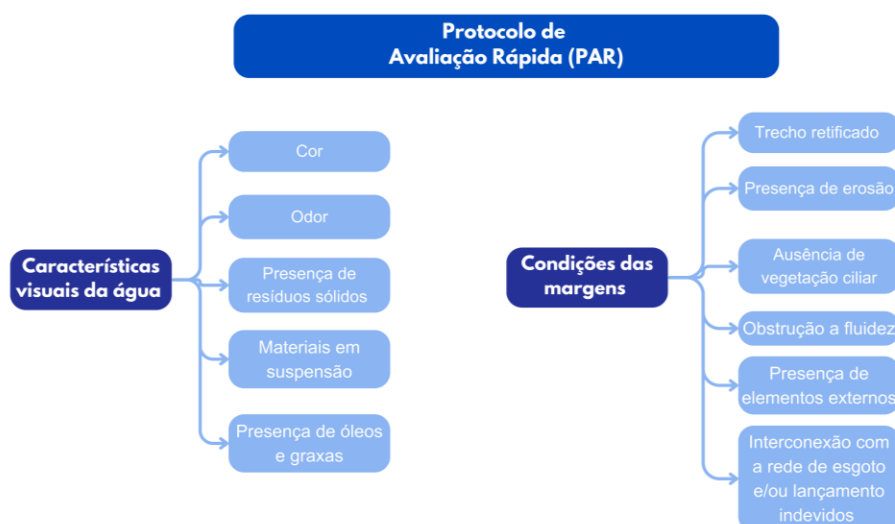 Protocolo de
Avaliação Rápida (PAR)
Características
visuais da água
Cor
Odor
Presença de
resíduos sólidos
Materiais em
suspensão
Presença de óleos
e graxas
Condições das
margens
Trecho retificado
Presença de erosão
Ausência de
vegetação ciliar
Obstrução a fluidez
Presença de
elementos externos
Interconexão com
a rede de esgoto
e/ou lançamento
indevidos